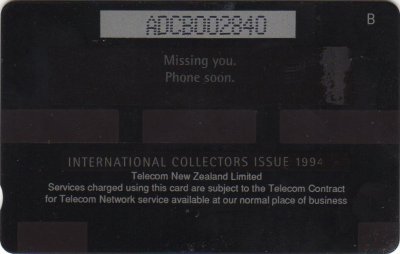 ADCB002840
B
Missing you.
Phone soon.
INTERNATIONAL COLLECTORS ISSUE 1994
Telecom New Zealand Limited
Services charged using this card are subject to the Telecom Contract
for Telecom Network service available at our normal place of business